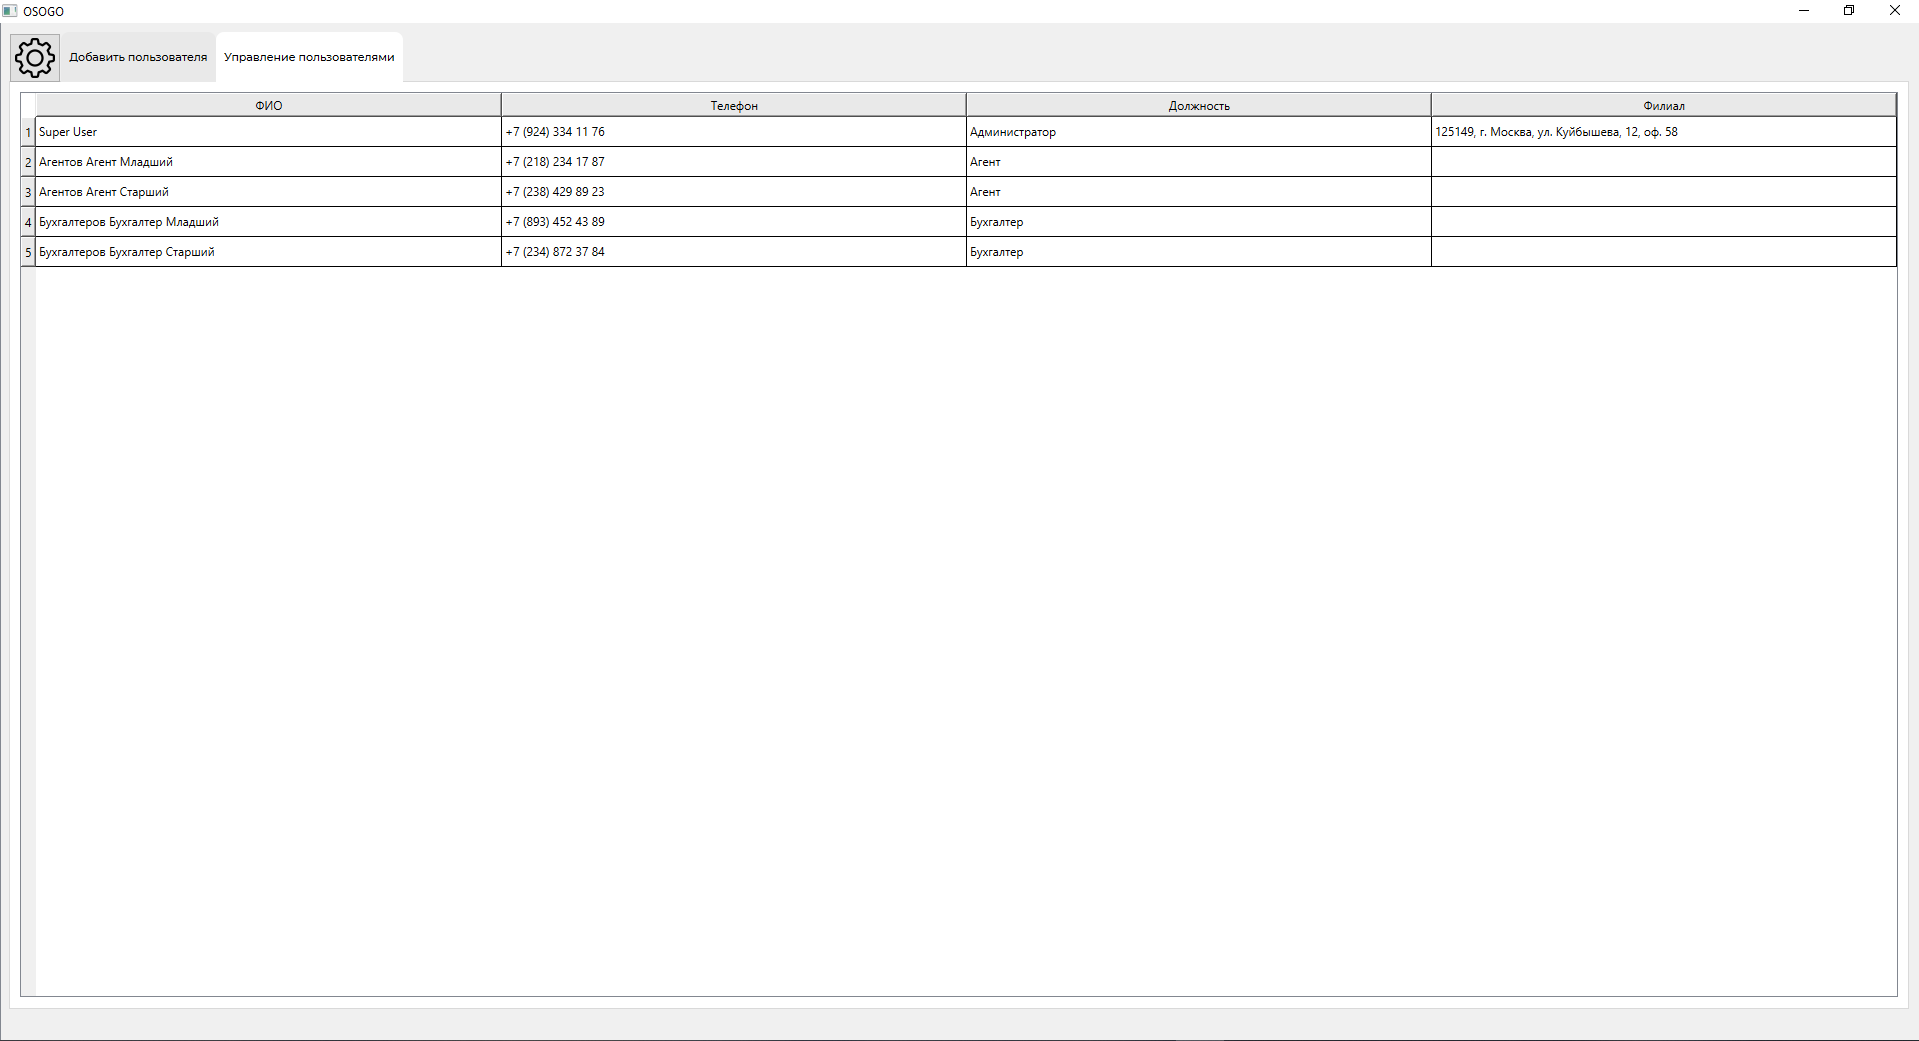 OSOGO
Добавить пользователя Управление пользователями
ФИО Телефон Должность Филиал
1 Super User +7 (924) 334 11 76 Администратор 125149, г. Москва, ул. Куйбышева, 12, оф. 58
2 Агентов Агент Младший +7 (218) 234 17 87 Агент
3 Агентов Агент Старший +7 (238) 429 89 23 Агент
4 Бухгалтеров Бухгалтер Младший +7 (893) 452 43 89 Бухгалтер
5 Бухгалтеров Бухгалтер Старший +7 (234) 872 37 84 Бухгалтер